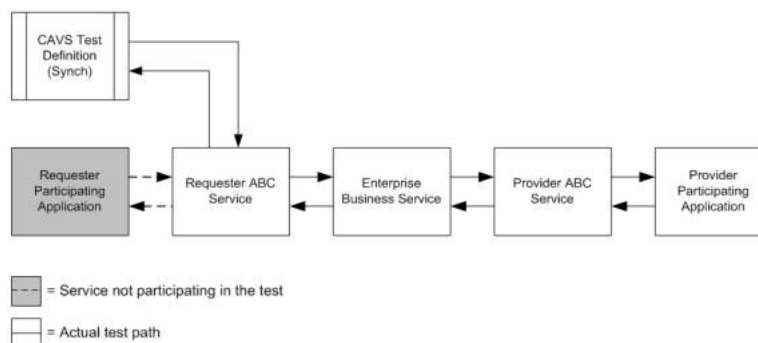 CAVS Test
Definition
(Synch)
Requester
Participating
Application
Requester ABC
Service
Enterprise
Business Service
Provider ABC
Service
Provider
Participating
Application
= Service not participating in the test
= Actual test path